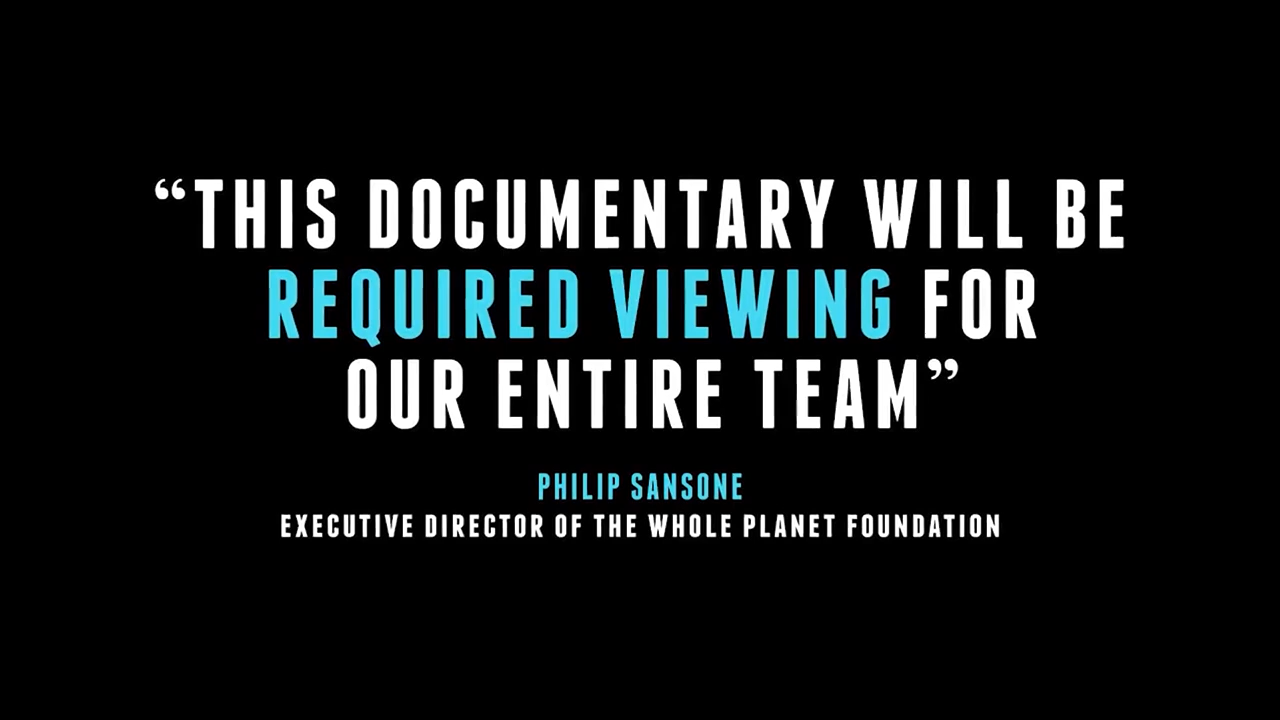 “THIS DOCUMENTARY WILL BE
REQUIRED VIEWING FOR
OUR ENTIRE TEAM”
PHILIP SANSONE
EXECUTIVE DIRECTOR OF THE WHOLE PLANET FOUNDATION